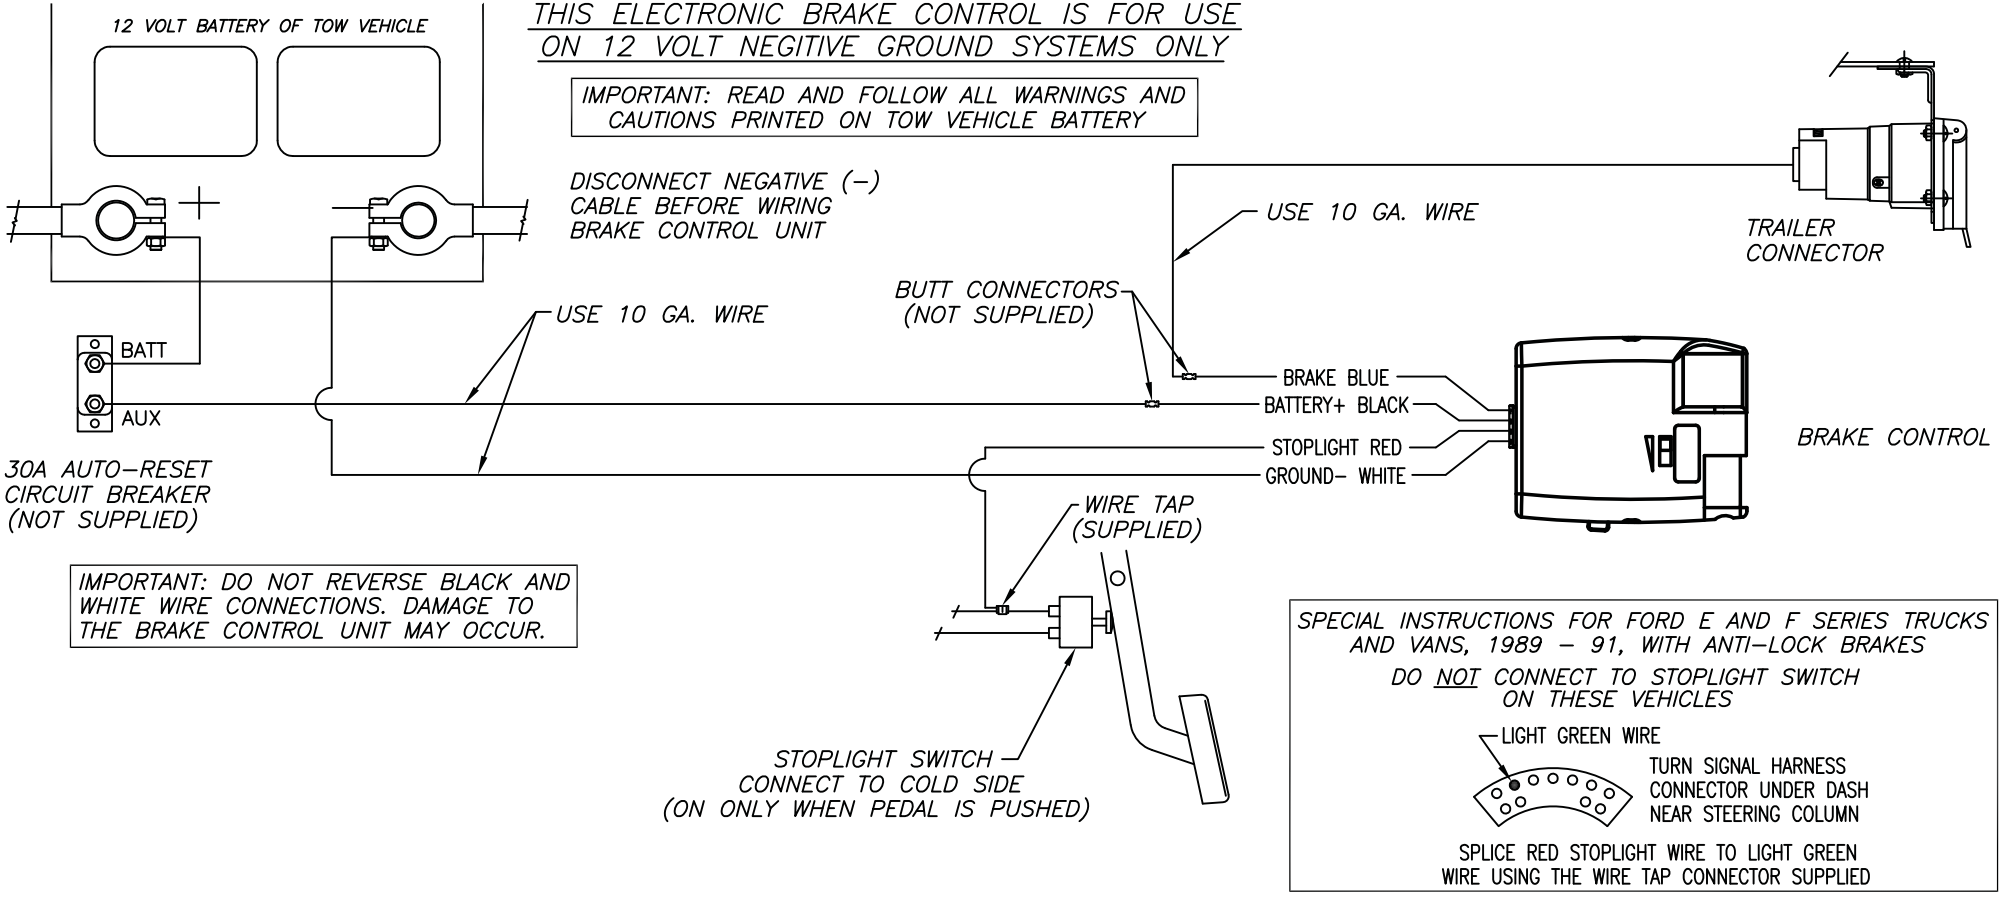 12 VOLT BATTERY OF TOW VEHICLE
THIS ELECTRONIC BRAKE CONTROL IS FOR USE
ON 12 VOLT NEGITIVE GROUND SYSTEMS ONLY
IMPORTANT: READ AND FOLLOW ALL WARNINGS AND
CAUTIONS PRINTED ON TOW VEHICLE BATTERY
DISCONNECT NEGATIVE (-)
CABLE BEFORE WIRING
BRAKE CONTROL UNIT
+
-
USE 10 GA. WIRE
TRAILER
CONNECTOR
BUTT CONNECTORS
(NOT SUPPLIED)
USE 10 GA. WIRE
BATT
AUX
30A AUTO-RESET
CIRCUIT BREAKER
(NOT SUPPLIED)
BRAKE BLUE
BATTERY+ BLACK
STOPLIGHT RED
GROUND- WHITE
BRAKE CONTROL
WIRE TAP
(SUPPLIED)
IMPORTANT: DO NOT REVERSE BLACK AND
WHITE WIRE CONNECTIONS. DAMAGE TO
THE BRAKE CONTROL UNIT MAY OCCUR.
STOPLIGHT SWITCH
CONNECT TO COLD SIDE
(ON ONLY WHEN PEDAL IS PUSHED)
SPECIAL INSTRUCTIONS FOR FORD E AND F SERIES TRUCKS
AND VANS, 1989 - 91, WITH ANTI-LOCK BRAKES
DO NOT CONNECT TO STOPLIGHT SWITCH
ON THESE VEHICLES
LIGHT GREEN WIRE
TURN SIGNAL HARNESS
CONNECTOR UNDER DASH
NEAR STEERING COLUMN
SPLICE RED STOPLIGHT WIRE TO LIGHT GREEN
WIRE USING THE WIRE TAP CONNECTOR SUPPLIED